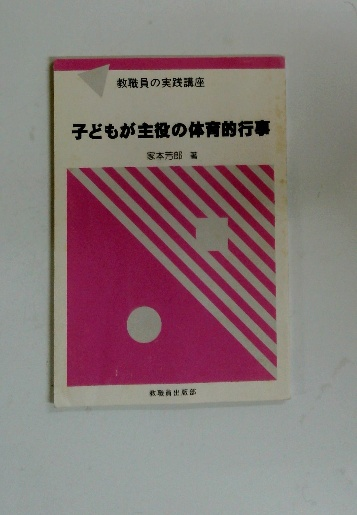 教職員の実践講座
子どもが主役の体育的行事
家本芳郎 著
教職員出版部